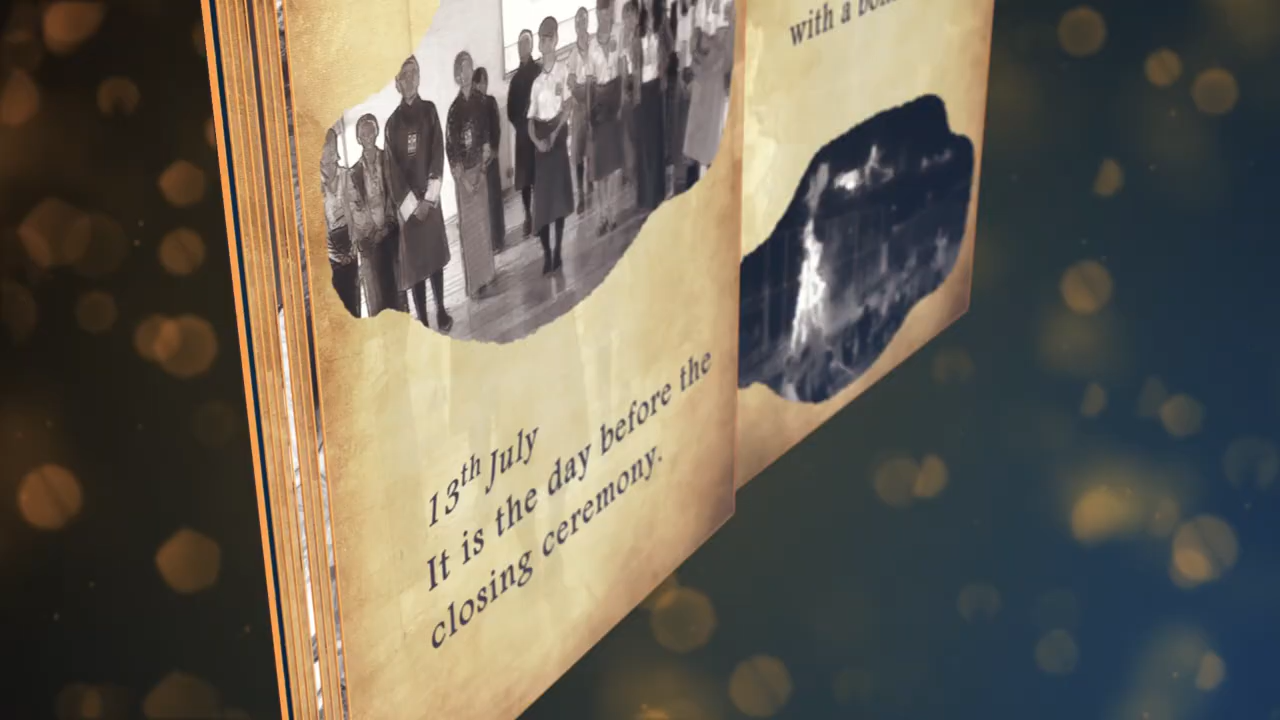 13th July
It is the day before the
closing ceremony.
with a